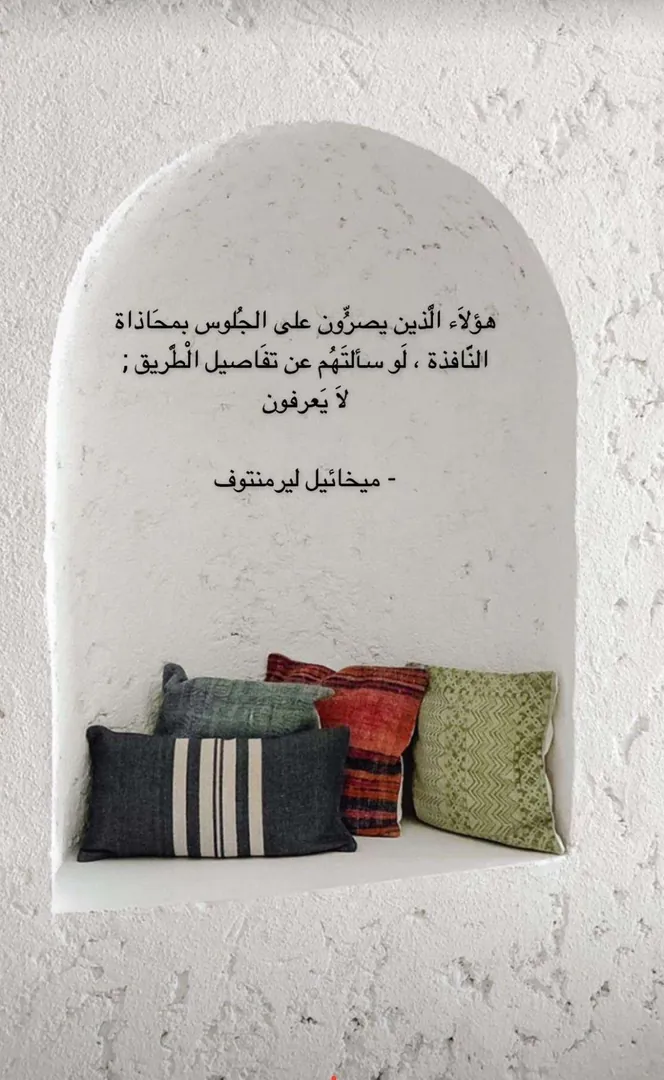 هؤلاَء الَّذين يصرُّون على الجُلوس بمحَاذاة
النَّافذة ، لَو سألتَهُم عن تفَاصيل الْطَّريق ;
لاَ يَعرفون
- ميخائيل ليرمنتوف